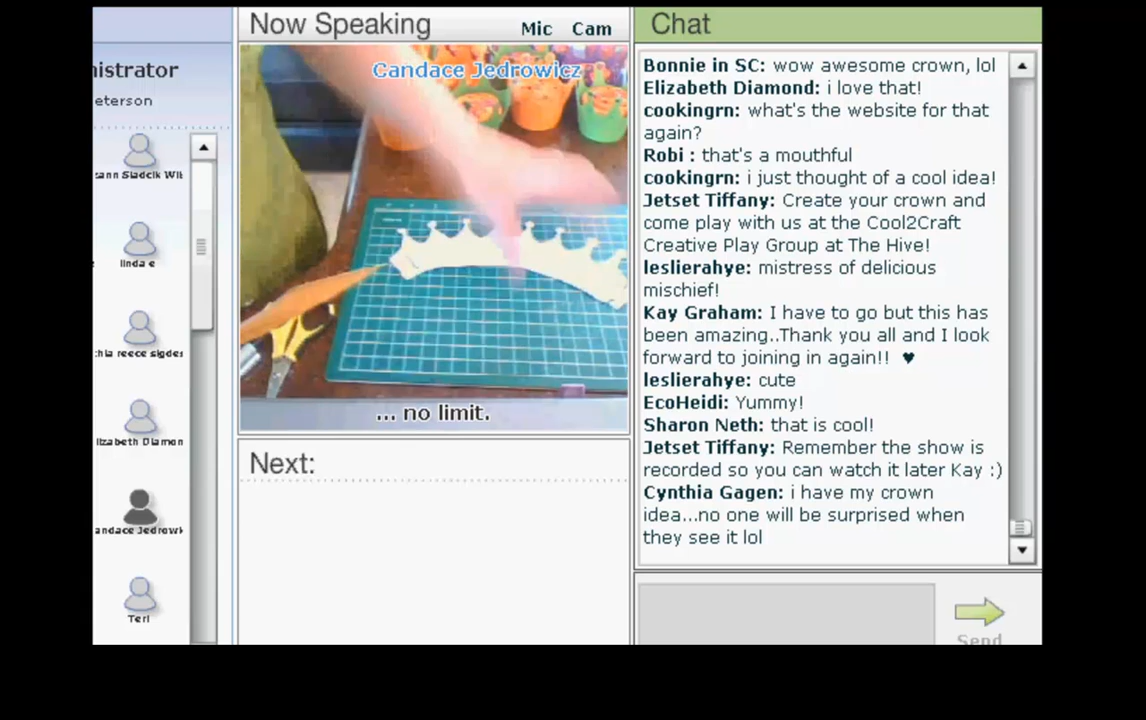 nistrator
eterson
linda e
Teri
Now Speaking
Mic Cam
Candace Jedrowicz
... no limit.
Next:
Chat
Bonnie in SC: wow awesome crown, lol
Elizabeth Diamond: i love that!
cookingrn: what's the website for that
again?
Robi : that's a mouthful
cookingrn: i just thought of a cool idea!
Jetset Tiffany: Create your crown and
come play with us at the Cool2Craft
Creative Play Group at The Hive!
leslierahye: mistress of delicious
mischief!
Kay Graham: I have to go but this has
been amazing..Thank you all and I look
forward to joining in again!! ♥
leslierahye: cute
EcoHeidi: Yummy!
Sharon Neth: that is cool!
Jetset Tiffany: Remember the show is
recorded so you can watch it later Kay :)
Cynthia Gagen: i have my crown
idea...no one will be surprised when
they see it lol
Send